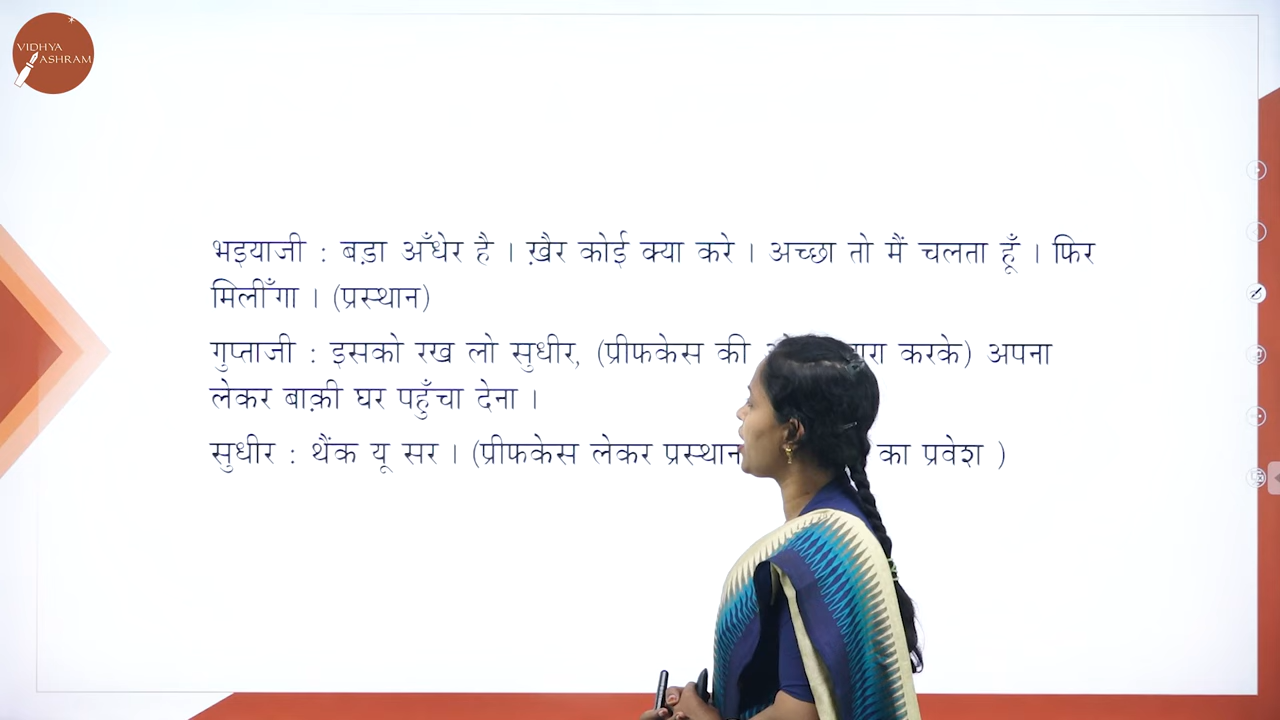 VIDHYA
ASHRAM
भइयाजी : बड़ा अँधेर है । ख़ैर कोई क्या करे । अच्छा तो मैं चलता हूँ । फिर
मिलीँगा । (प्रस्थान)
गुप्ताजी : इसको रख लो सुधीर, (प्रीफकेस की करके) अपना
लेकर बाक़ी घर पहुँचा देना ।
सुधीर : थैंक यू सर । (प्रीफकेस लेकर प्रस्थान का प्रवेश )